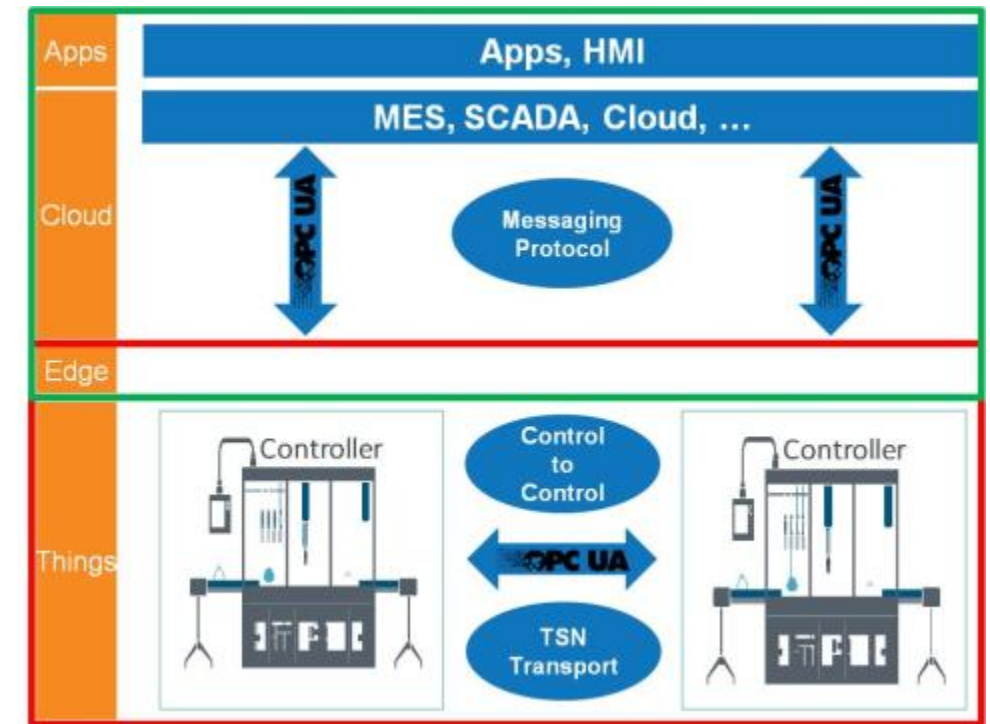 Apps
Apps, HMI
MES, SCADA, Cloud, ...
Cloud
OPC UA
Messaging
Protocol
OPC UA
Edge
Things
Controller
Control
to
Control
OPC UA
TSN
Transport
Controller